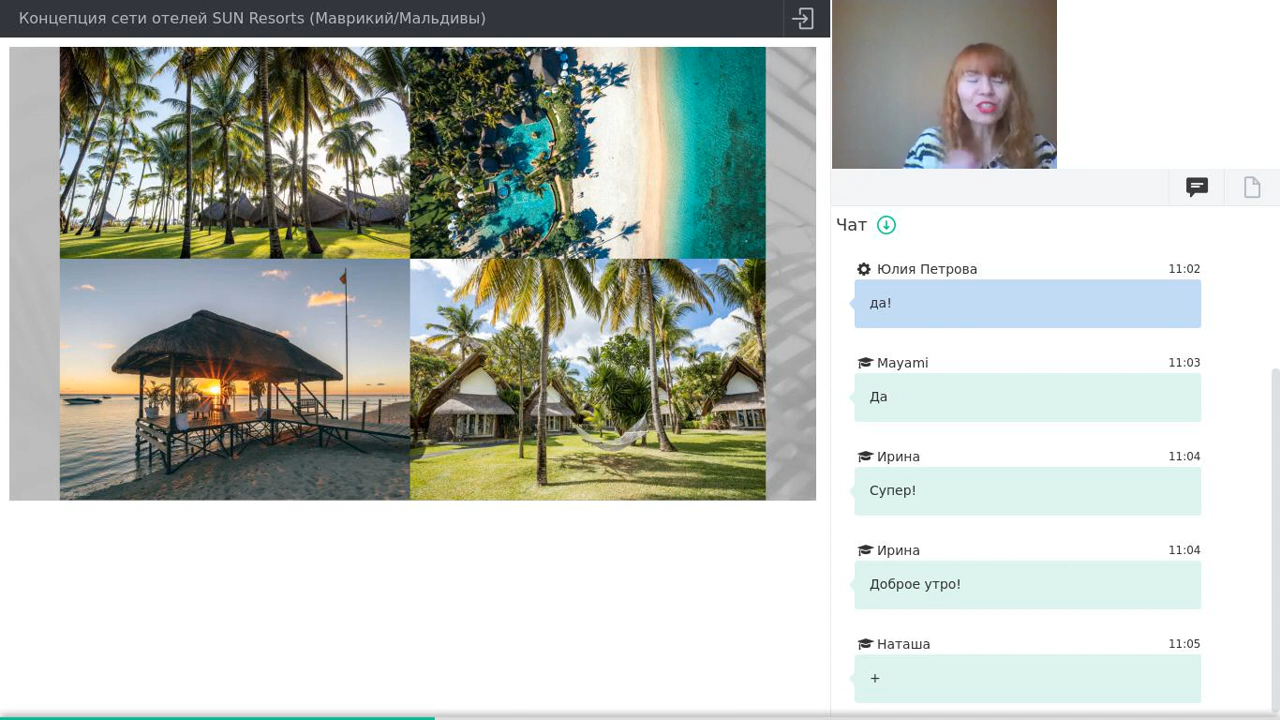 Концепция сети отелей SUN Resorts (Маврикий/Мальдивы)
Чат
Юлия Петрова 11:02
да!
Mayami 11:03
Да
Ирина 11:04
Супер!
Ирина 11:04
Доброе утро!
Наташа 11:05
+